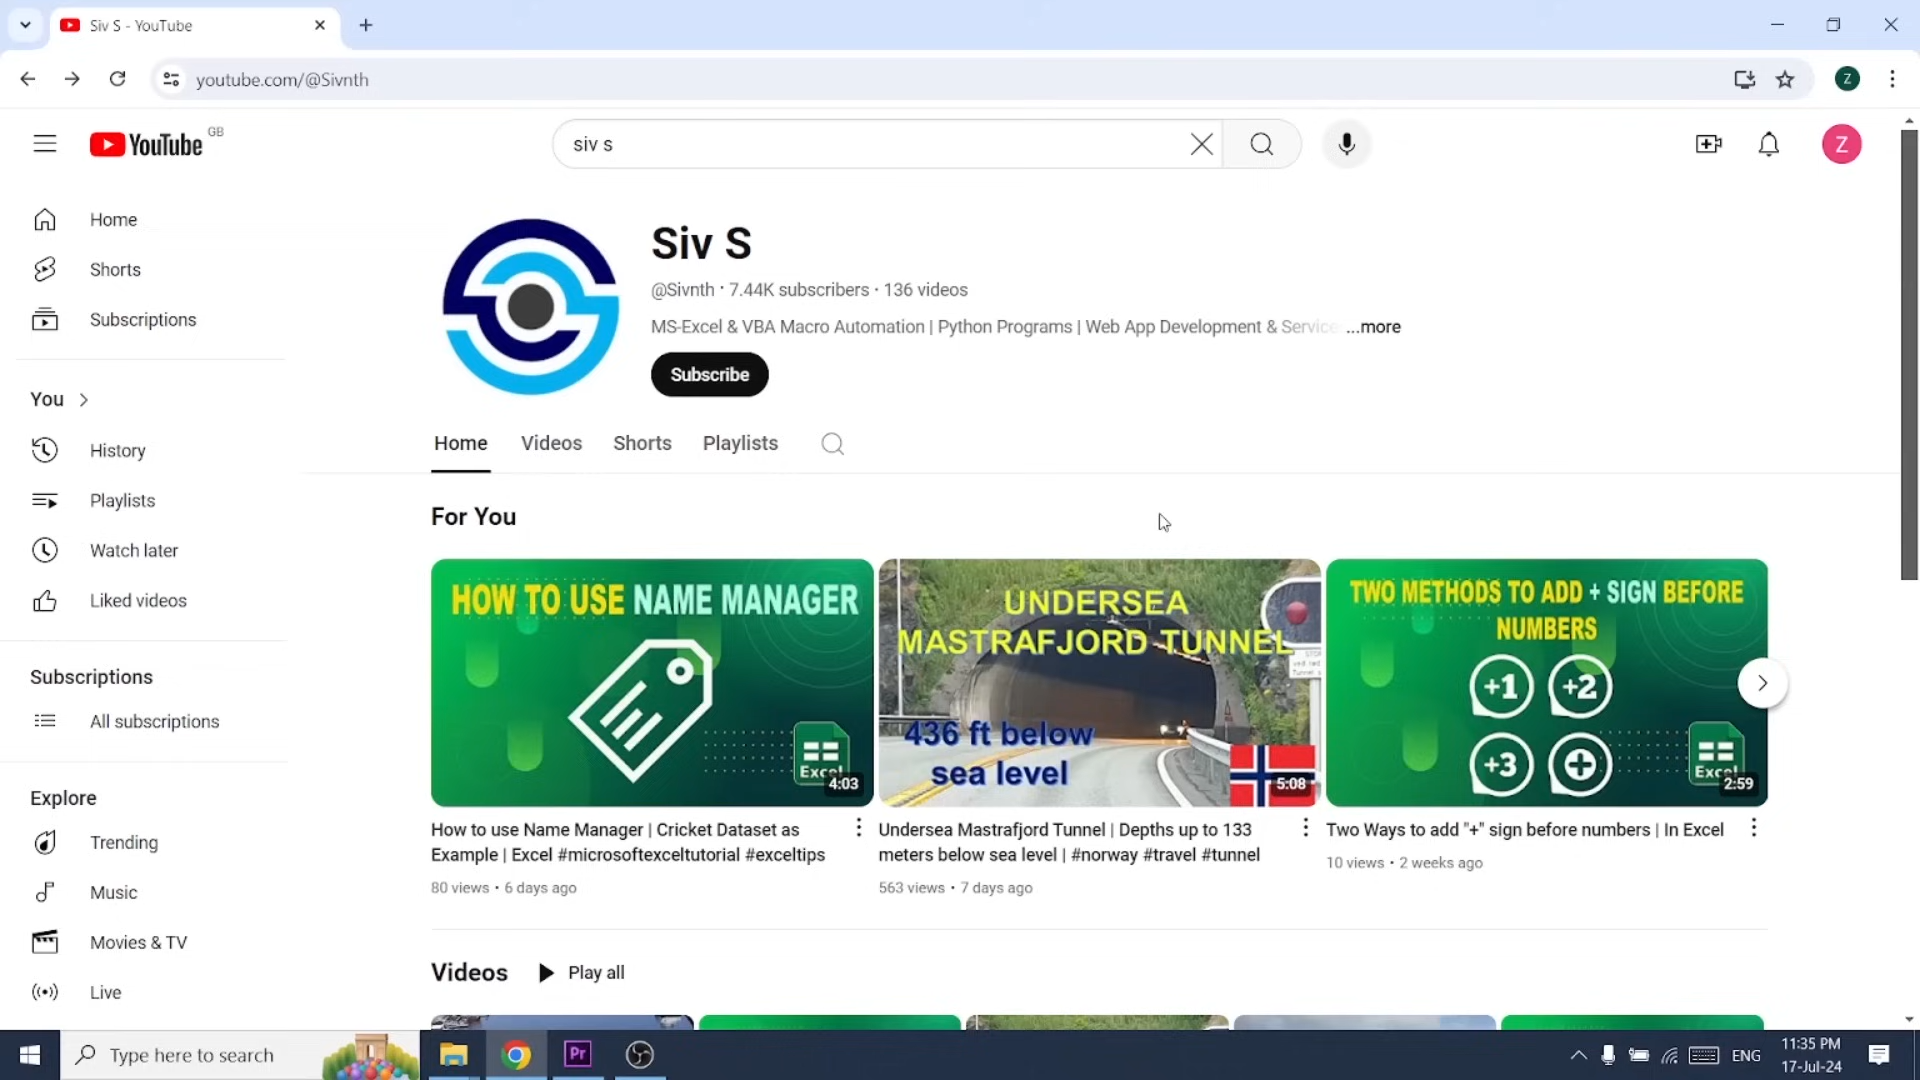 Siv S - YouTube
youtube.com/@Sivnth
Z
YouTube GB
siv s
Z
Home
Shorts
Subscriptions
You
History
Playlists
Watch later
Liked videos
Subscriptions
All subscriptions
Explore
Trending
Music
Movies & TV
Live
Siv S
@Sivnth • 7.44K subscribers • 136 videos
MS-Excel & VBA Macro Automation | Python Programs | Web App Development & Service ...more
Subscribe
Home Videos Shorts Playlists
For You
HOW TO USE NAME MANAGER
Excel
4:03
How to use Name Manager | Cricket Dataset as
Example | Excel #microsoftexceltutorial #exceltips
80 views • 6 days ago
UNDERSEA
MASTRAFJORD TUNNEL
436 ft below
sea level
5:08
Undersea Mastrafjord Tunnel | Depths up to 133
meters below sea level | #norway #travel #tunnel
563 views • 7 days ago
TWO METHODS TO ADD + SIGN BEFORE
NUMBERS
+1 +2
+3 +
Excel
2:59
Two Ways to add "+" sign before numbers | In Excel
10 views • 2 weeks ago
Videos Play all
Type here to search
Pr
ENG
11:35 PM
17-Jul-24